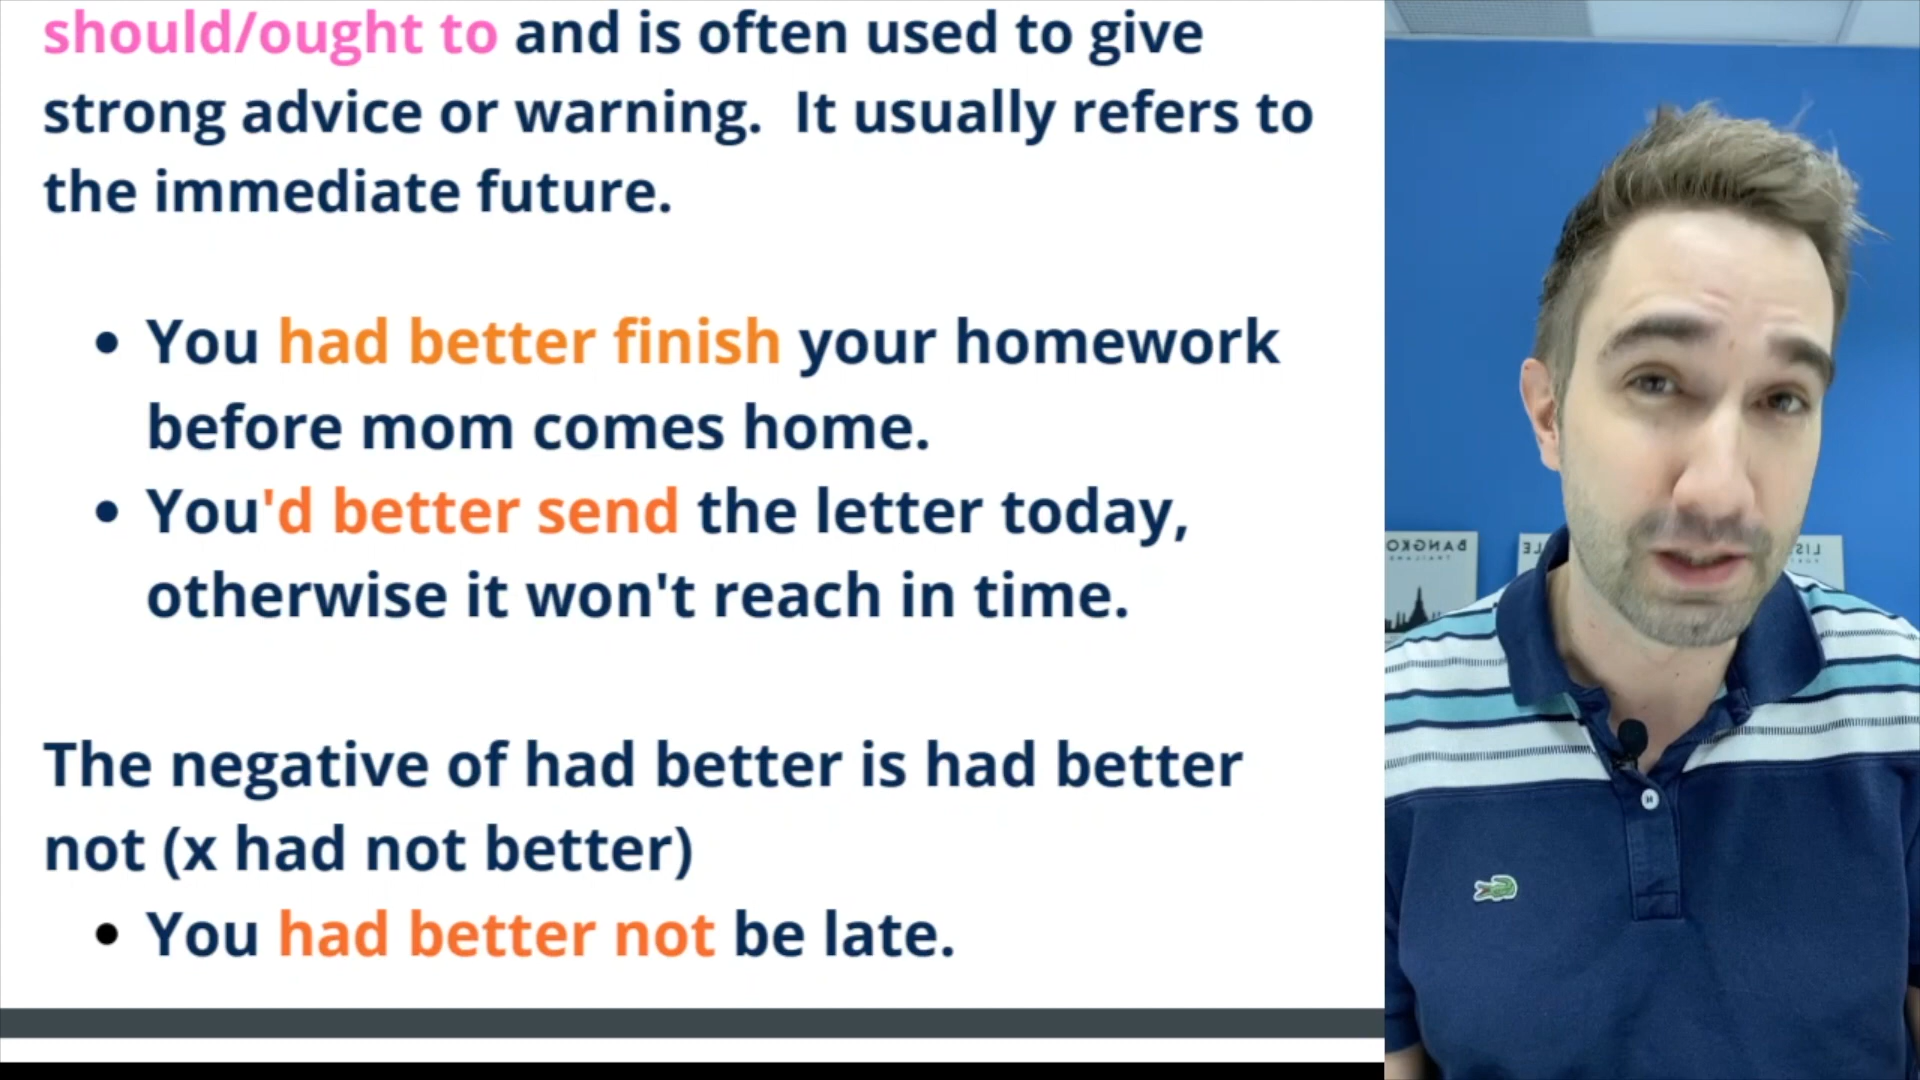 should/ought to and is often used to give
strong advice or warning. It usually refers to
the immediate future.
You had better finish your homework
before mom comes home.
You'd better send the letter today,
otherwise it won't reach in time.
The negative of had better is had better
not (x had not better)
You had better not be late.
BANGKO
THAILAND